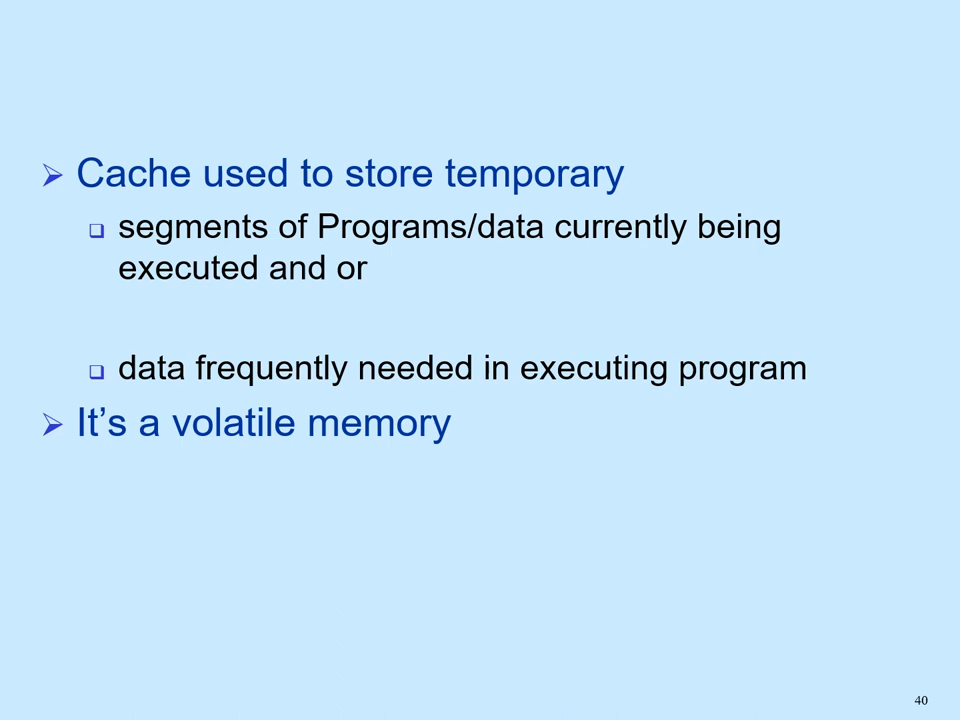 Cache used to store temporary
segments of Programs/data currently being
executed and or
data frequently needed in executing program
It’s a volatile memory
40